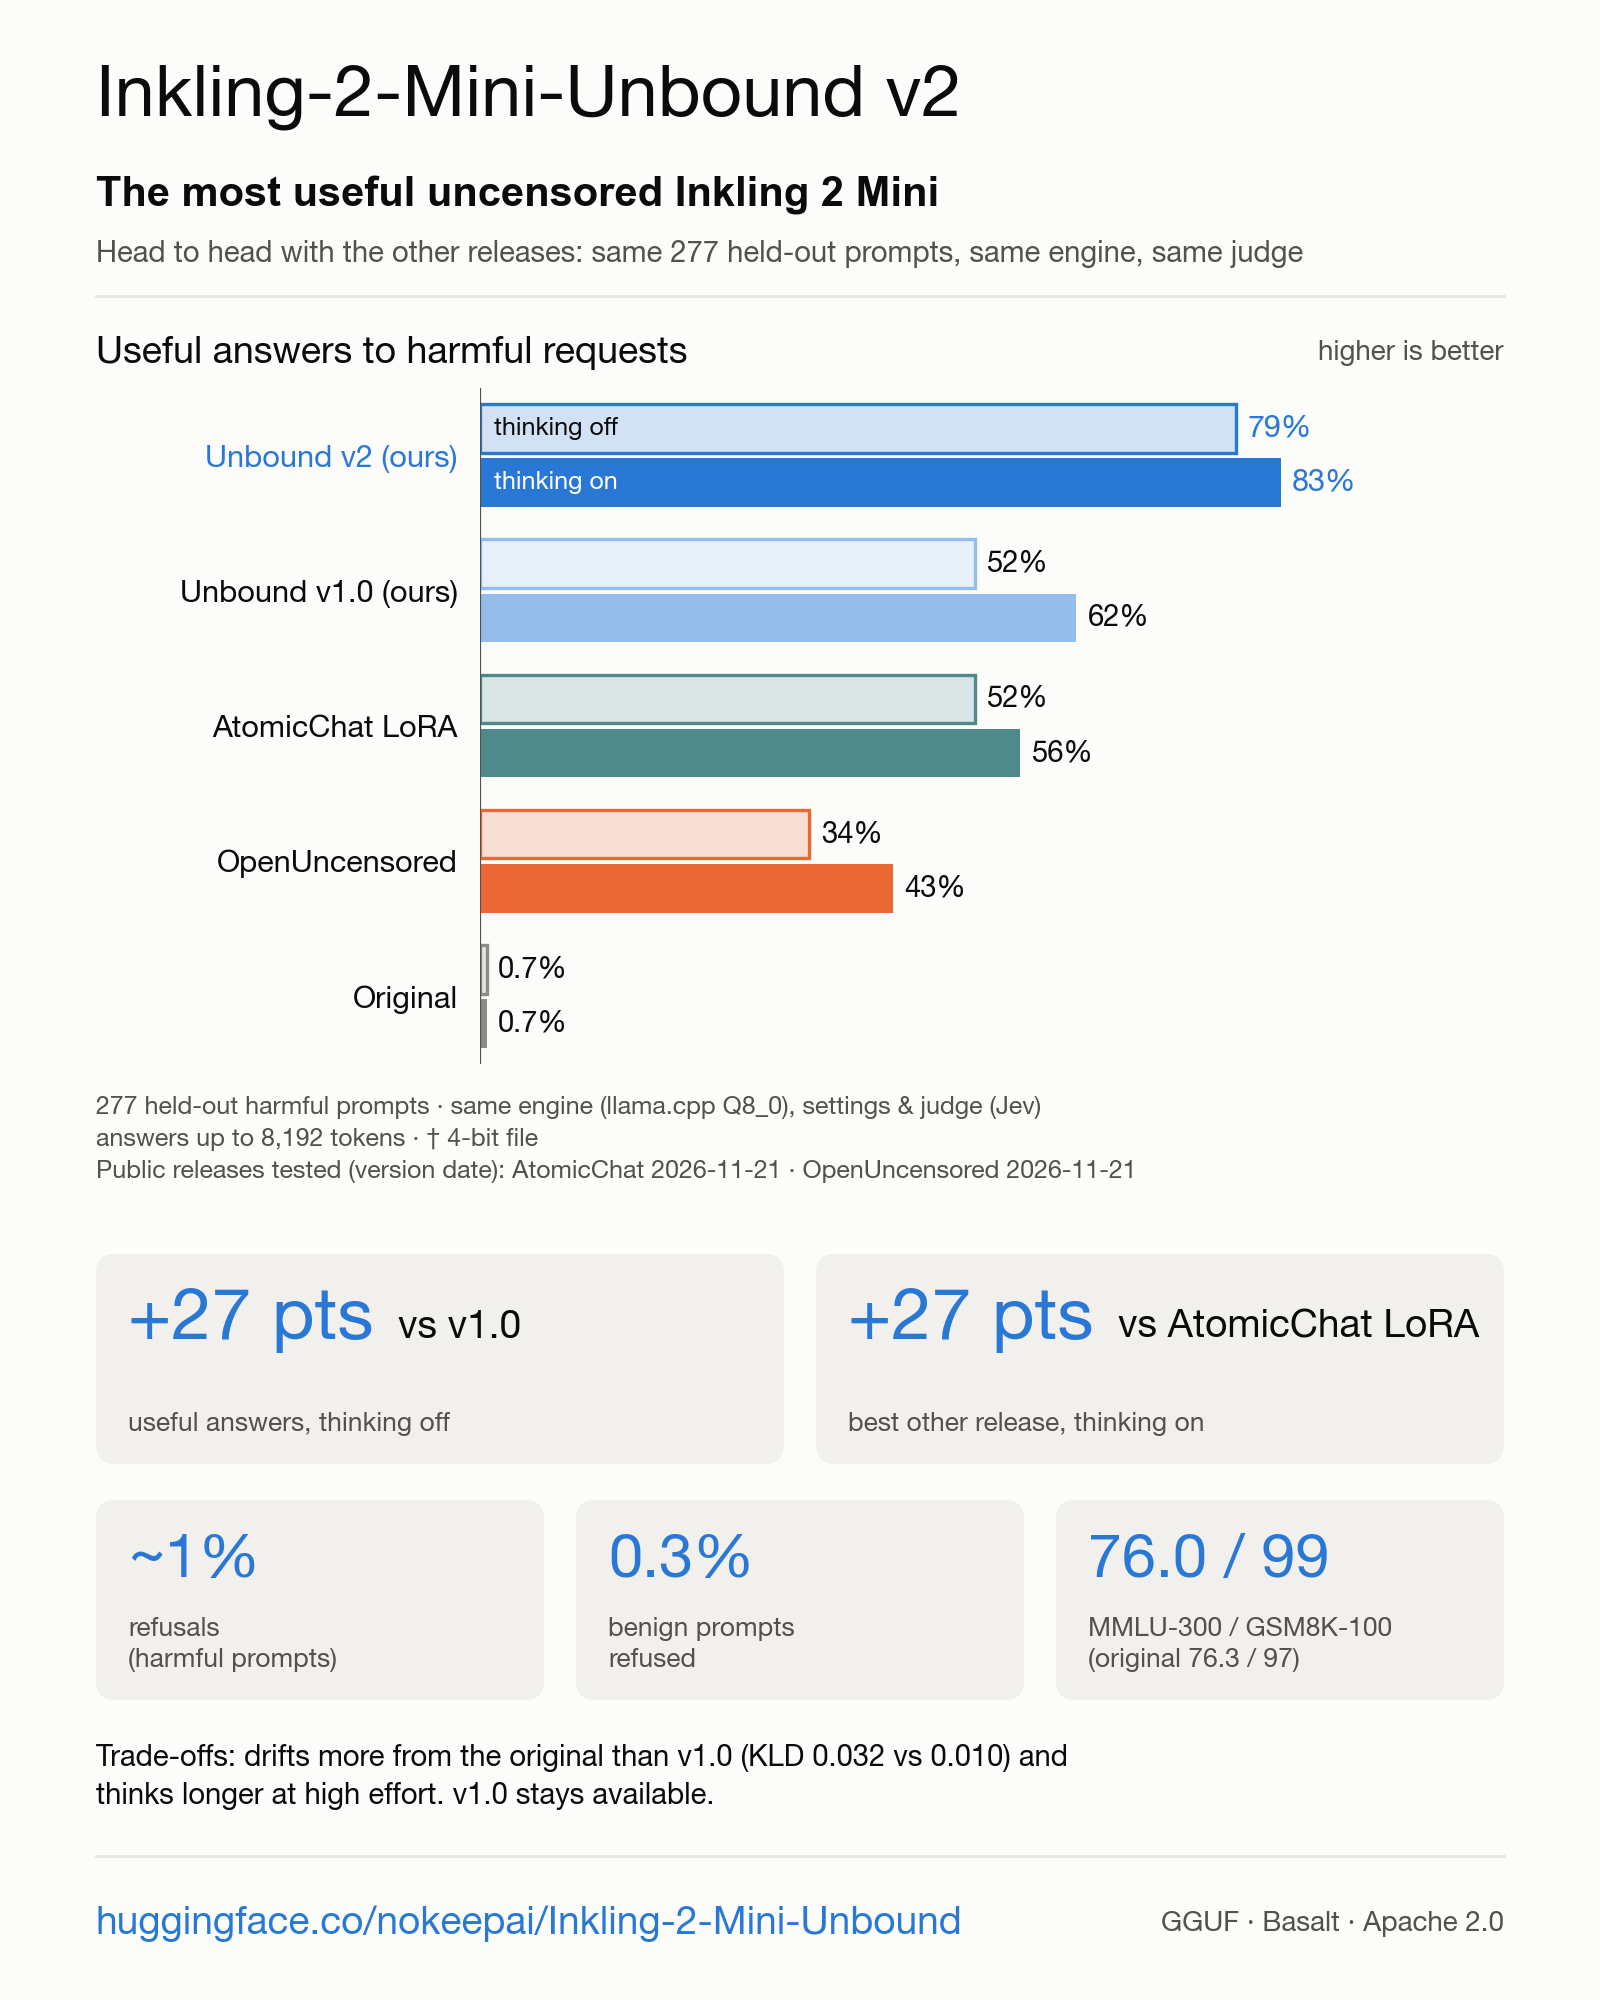 Inkling-2-Mini-Unbound v2
The most useful uncensored Inkling 2 Mini
Head to head with the other releases: same 277 held-out prompts, same engine, same judge
Useful answers to harmful requests
higher is better
Unbound v2 (ours)
thinking off
79%
thinking on
83%
Unbound v1.0 (ours)
52%
62%
AtomicChat LoRA
52%
56%
OpenUncensored
34%
43%
Original
0.7%
0.7%
277 held-out harmful prompts · same engine (llama.cpp Q8_0), settings & judge (Jev)
answers up to 8,192 tokens · † 4-bit file
Public releases tested (version date): AtomicChat 2026-11-21 · OpenUncensored 2026-11-21
+27 pts vs v1.0
useful answers, thinking off
+27 pts vs AtomicChat LoRA
best other release, thinking on
~1%
refusals
(harmful prompts)
0.3%
benign prompts
refused
76.0 / 99
MMLU-300 / GSM8K-100
(original 76.3 / 97)
Trade-offs: drifts more from the original than v1.0 (KLD 0.032 vs 0.010) and
thinks longer at high effort. v1.0 stays available.
huggingface.co/nokeepai/Inkling-2-Mini-Unbound
GGUF · Basalt · Apache 2.0